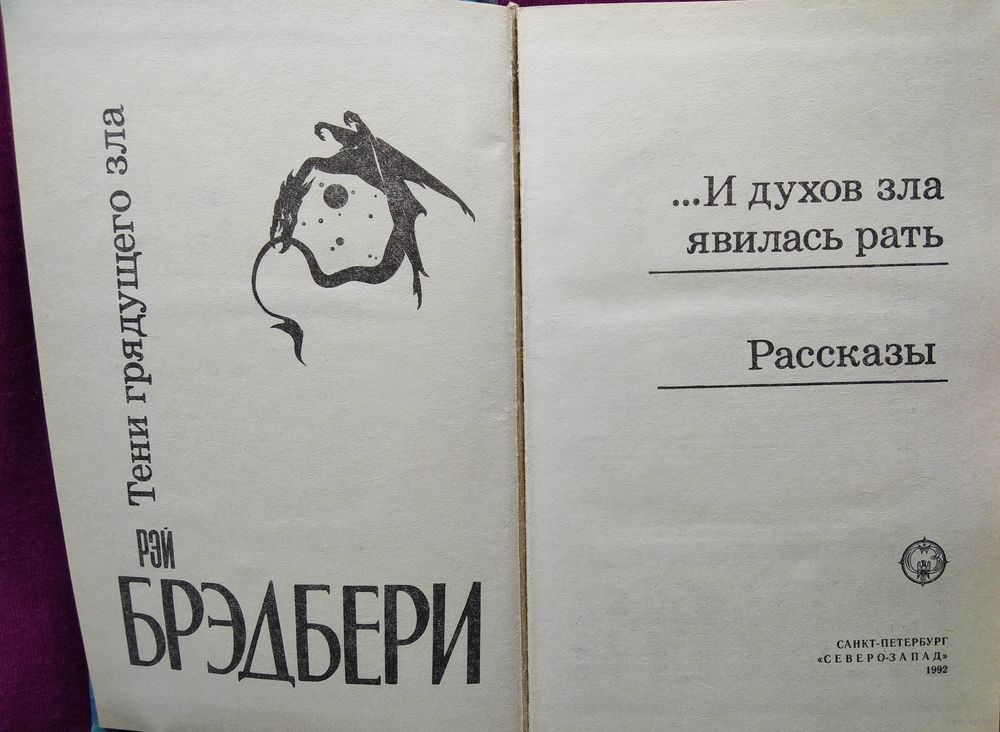 Тени грядущего зла
РЭЙ
БРЭДБЕРИ
...И духов зла
явилась рать
Рассказы
САНКТ-ПЕТЕРБУРГ
«СЕВЕРО-ЗАПАД»
1992